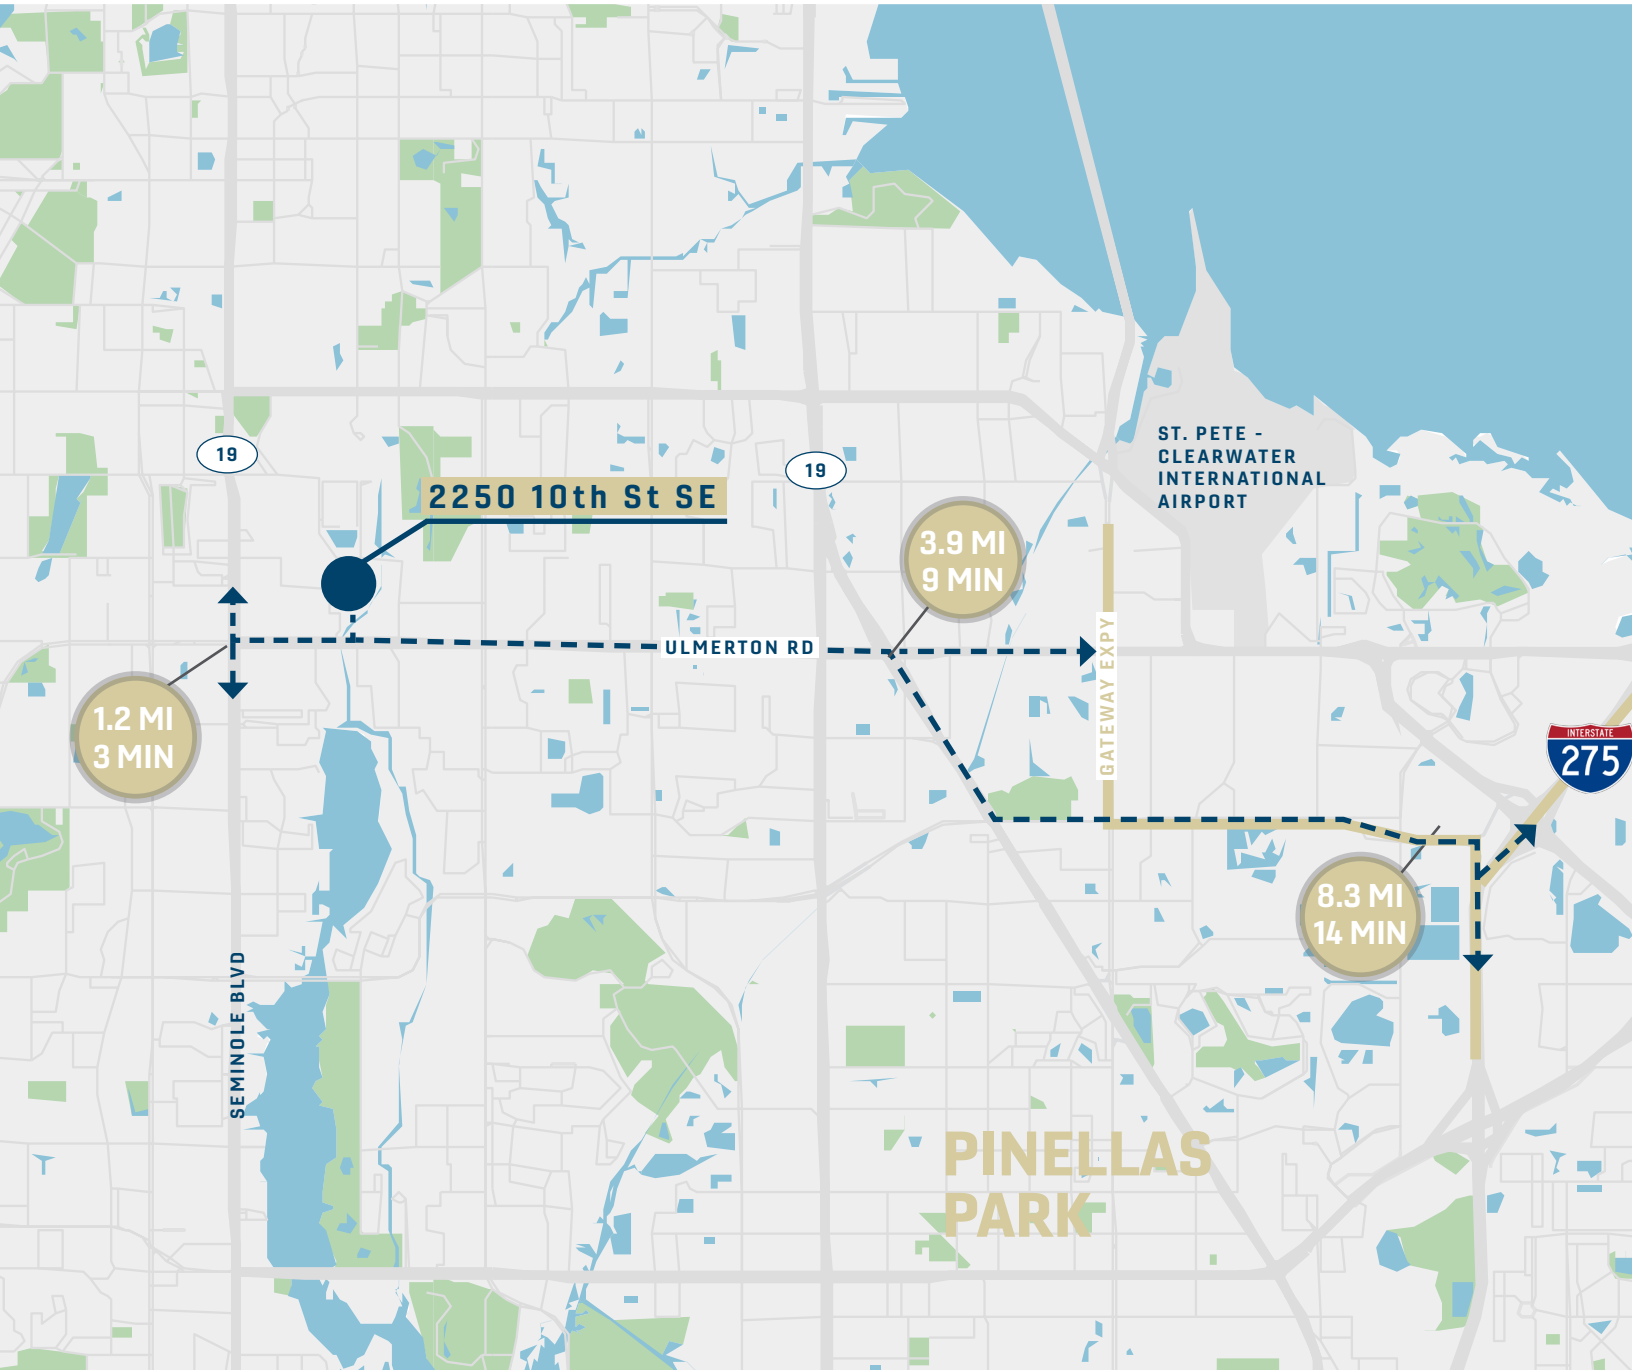 ST. PETE -
CLEARWATER
INTERNATIONAL
AIRPORT
19
19
2250 10th St SE
3.9 MI
9 MIN
ULMERTON RD
GATEWAY EXPY
1.2 MI
3 MIN
INTERSTATE
275
8.3 MI
14 MIN
SEMINOLE BLVD
PINELLAS
PARK